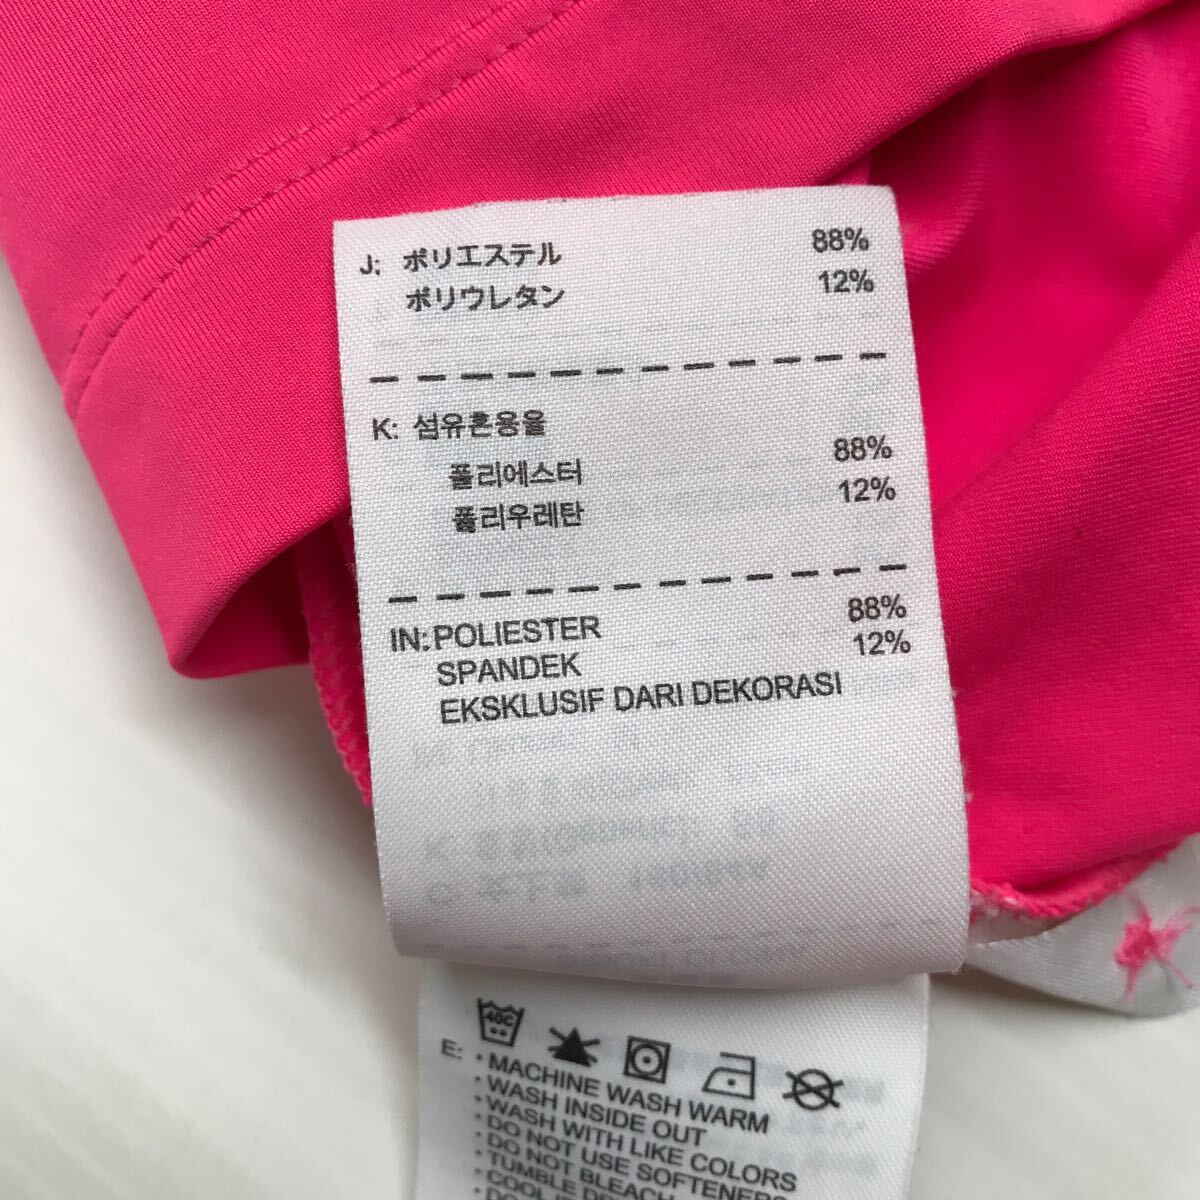 J: ポリエステル 88%
ポリウレタン 12%
K: 섬유혼용율
폴리에스터 88%
폴리우레탄 12%
IN: POLIESTER 88%
SPANDEK 12%
EKSKLUSIF DARI DEKORASI
40C
E: · MACHINE WASH WARM
· WASH INSIDE OUT
· WASH WITH LIKE COLORS
· DO NOT USE SOFTENERS
· DO NOT BLEACH
· TUMBLE
· COOL